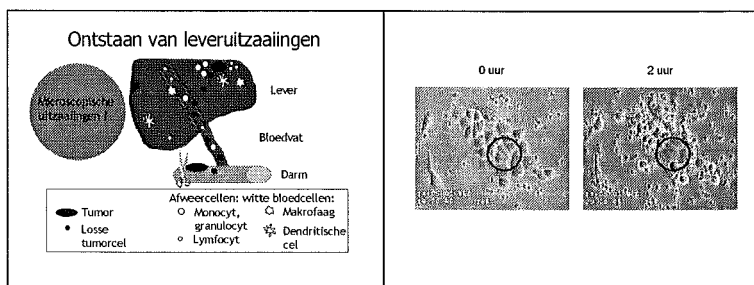 Ontstaan van leveruitzaaiingen
Microscopische
uitzaaiingen !
Lever
Bloedvat
Darm
Afweercellen: witte bloedcellen:
Tumor
Losse
tumorcel
Monocyt,
granulocyt
Lymfocyt
Makrofaag
Dendritische
cel
0 uur
2 uur